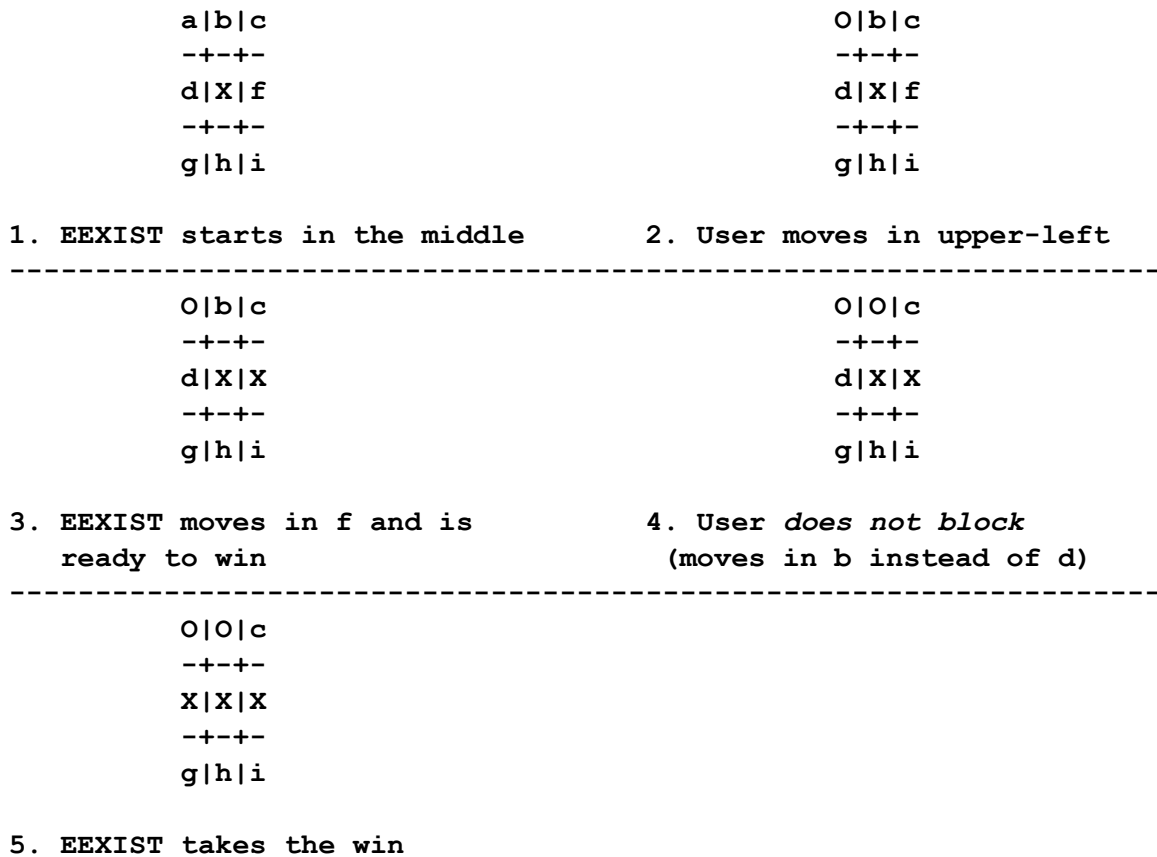 a|b|c
-+-+-
d|X|f
-+-+-
g|h|i
1. EEXIST starts in the middle
O|b|c
-+-+-
d|X|f
-+-+-
g|h|i
2. User moves in upper-left
--------------------------------------------------------------------
O|b|c
-+-+-
d|X|X
-+-+-
g|h|i
3. EEXIST moves in f and is
ready to win
O|O|c
-+-+-
d|X|X
-+-+-
g|h|i
4. User does not block
(moves in b instead of d)
--------------------------------------------------------------------
O|O|c
-+-+-
X|X|X
-+-+-
g|h|i
5. EEXIST takes the win